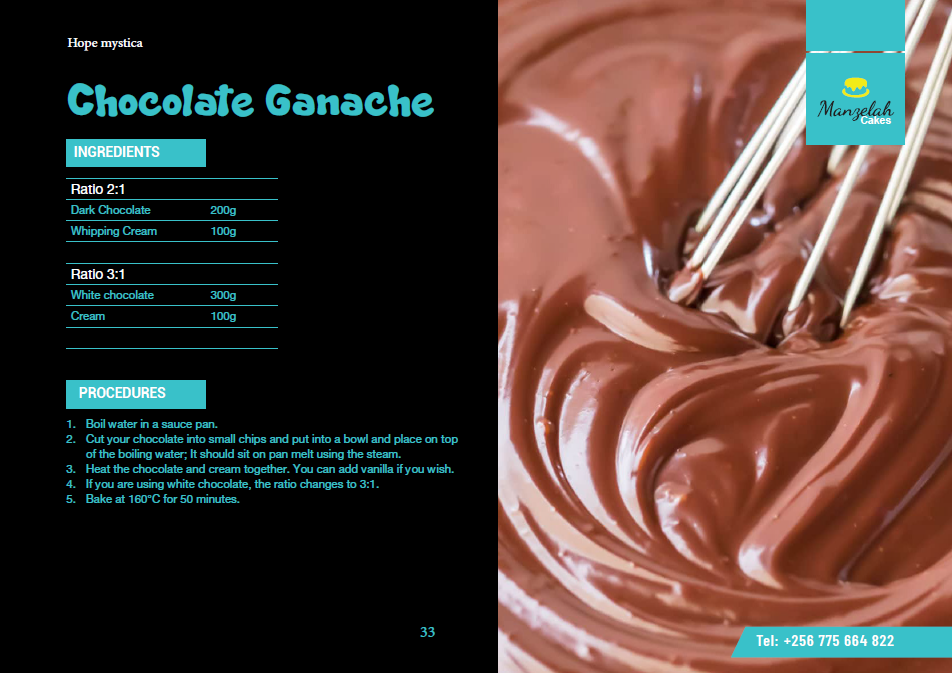 Hope mystica
Chocolate Ganache
INGREDIENTS
Ratio 2:1
Dark Chocolate 200g
Whipping Cream 100g
Ratio 3:1
White chocolate 300g
Cream 100g
PROCEDURES
1. Boil water in a sauce pan.
2. Cut your chocolate into small chips and put into a bowl and place on top
of the boiling water; It should sit on pan melt using the steam.
3. Heat the chocolate and cream together. You can add vanilla if you wish.
4. If you are using white chocolate, the ratio changes to 3:1.
5. Bake at 160°C for 50 minutes.
33
Manzelah
Cakes
Tel: +256 775 664 822